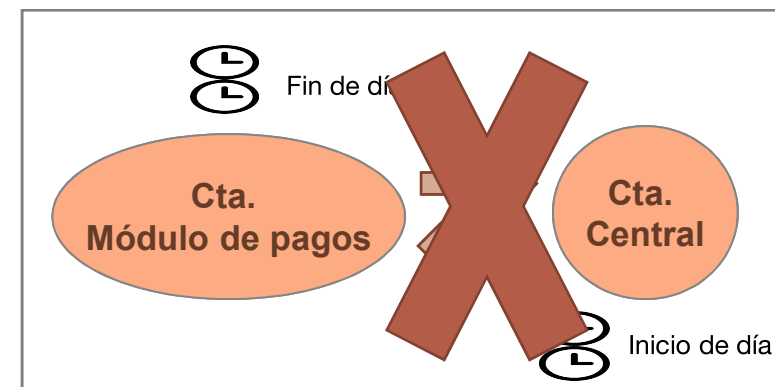 Fin de dí
Cta.
Módulo de pagos
Cta.
Central
Inicio de día